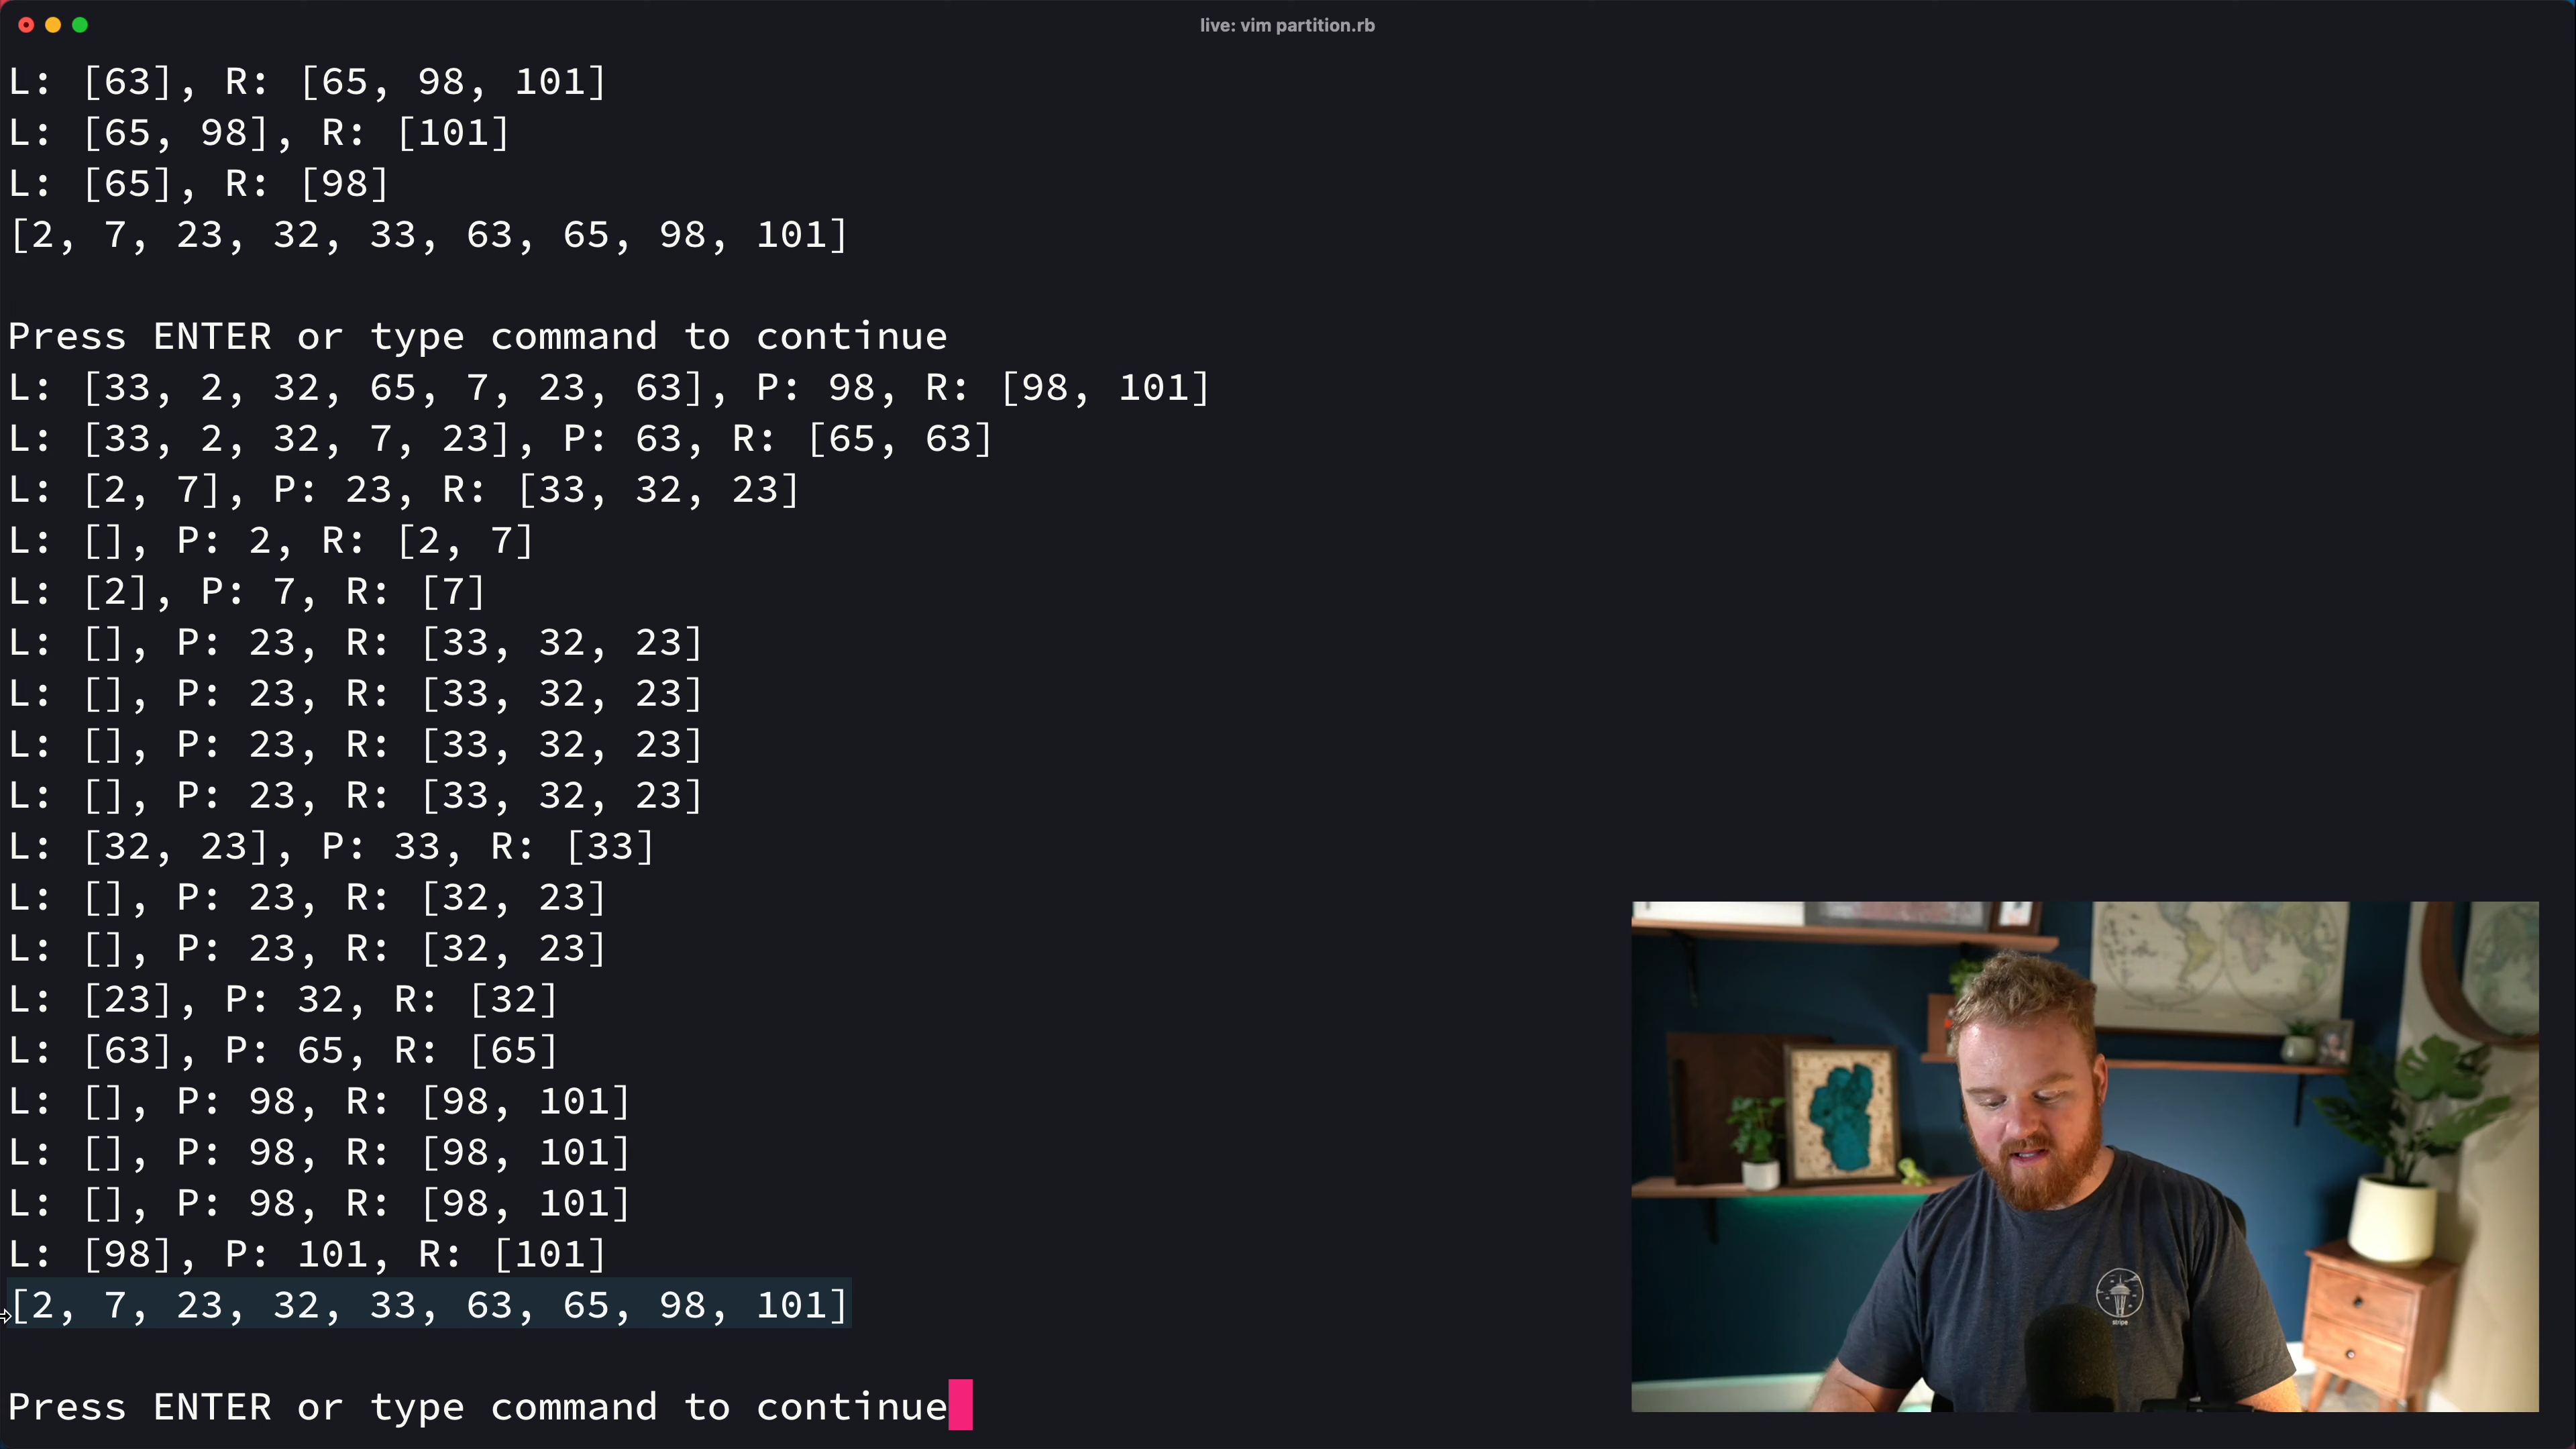 live: vim partition.rb
L: [63], R: [65, 98, 101]
L: [65, 98], R: [101]
L: [65], R: [98]
[2, 7, 23, 32, 33, 63, 65, 98, 101]
Press ENTER or type command to continue
L: [33, 2, 32, 65, 7, 23, 63], P: 98, R: [98, 101]
L: [33, 2, 32, 7, 23], P: 63, R: [65, 63]
L: [2, 7], P: 23, R: [33, 32, 23]
L: [], P: 2, R: [2, 7]
L: [2], P: 7, R: [7]
L: [], P: 23, R: [33, 32, 23]
L: [], P: 23, R: [33, 32, 23]
L: [], P: 23, R: [33, 32, 23]
L: [], P: 23, R: [33, 32, 23]
L: [32, 23], P: 33, R: [33]
L: [], P: 23, R: [32, 23]
L: [], P: 23, R: [32, 23]
L: [23], P: 32, R: [32]
L: [63], P: 65, R: [65]
L: [], P: 98, R: [98, 101]
L: [], P: 98, R: [98, 101]
L: [], P: 98, R: [98, 101]
L: [98], P: 101, R: [101]
[2, 7, 23, 32, 33, 63, 65, 98, 101]
Press ENTER or type command to continue
stripe